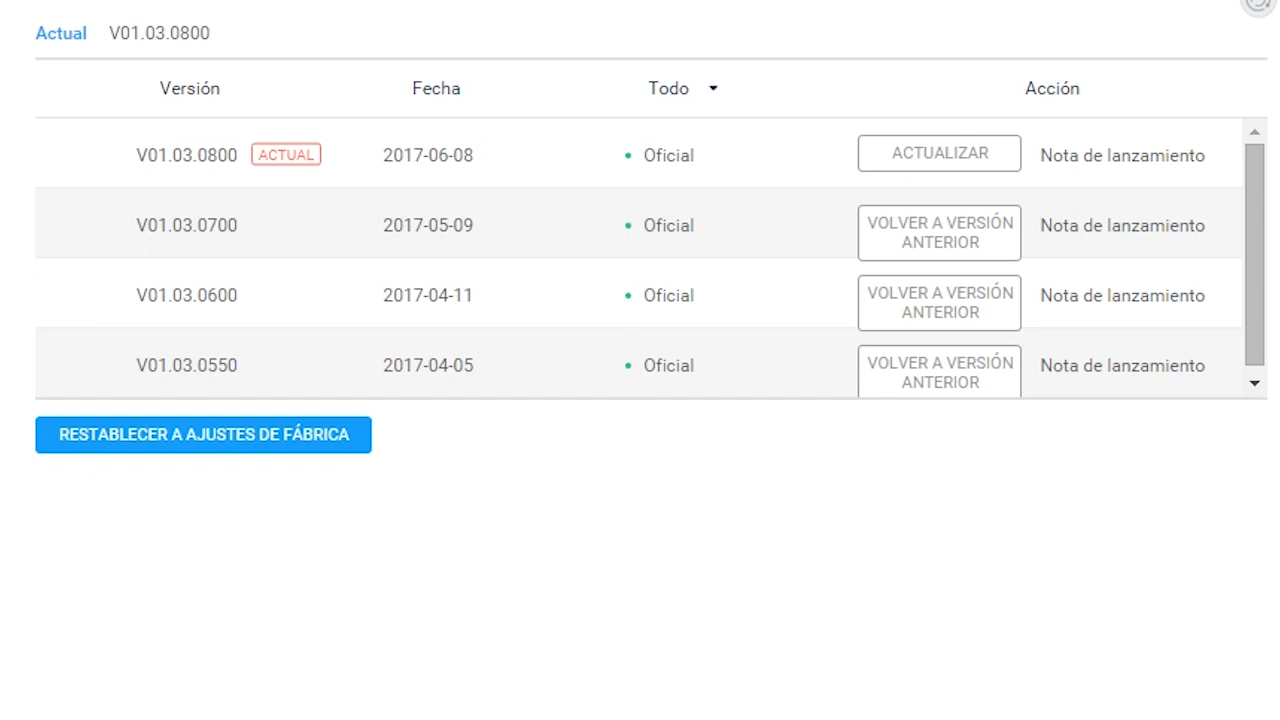 Actual V01.03.0800
Versión Fecha Todo Acción
V01.03.0800 ACTUAL 2017-06-08 Oficial ACTUALIZAR Nota de lanzamiento
V01.03.0700 2017-05-09 Oficial VOLVER A VERSIÓN Nota de lanzamiento
ANTERIOR
V01.03.0600 2017-04-11 Oficial VOLVER A VERSIÓN Nota de lanzamiento
ANTERIOR
V01.03.0550 2017-04-05 Oficial VOLVER A VERSIÓN Nota de lanzamiento
ANTERIOR
RESTABLECER A AJUSTES DE FÁBRICA